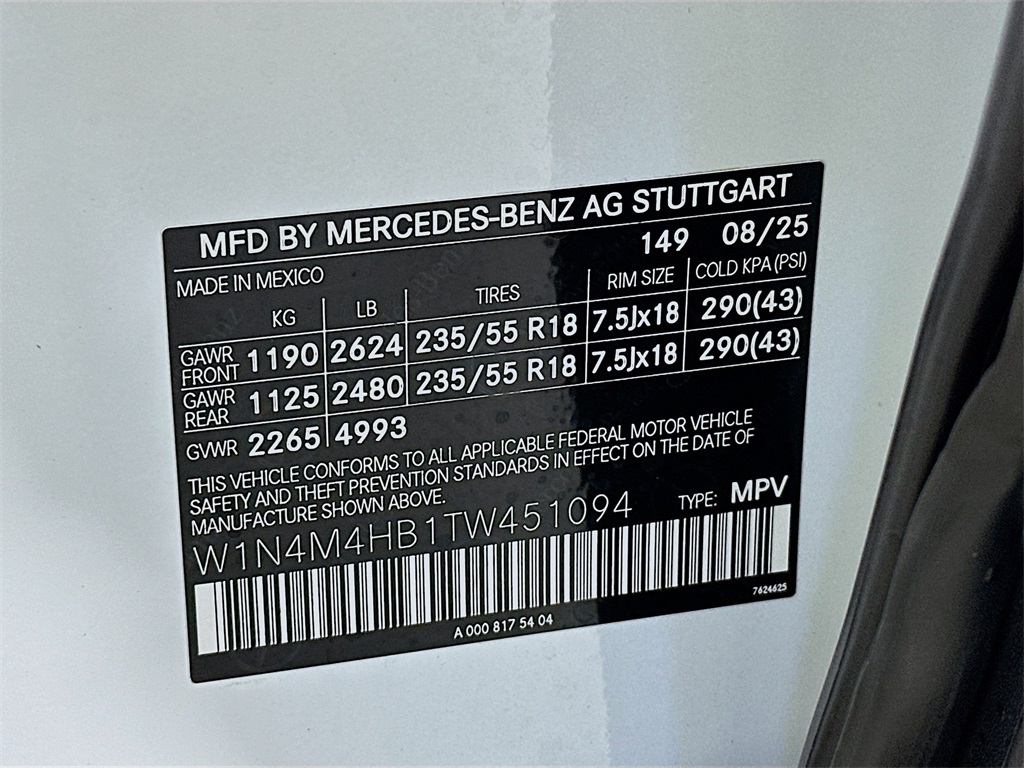 MFD BY MERCEDES-BENZ AG STUTTGART
149 08/25
MADE IN MEXICO
KG LB TIRES RIM SIZE COLD KPA (PSI)
GAWR FRONT 1190 2624 235/55 R18 7.5Jx18 290(43)
GAWR REAR 1125 2480 235/55 R18 7.5Jx18 290(43)
GVWR 2265 4993
THIS VEHICLE CONFORMS TO ALL APPLICABLE FEDERAL MOTOR VEHICLE
SAFETY AND THEFT PREVENTION STANDARDS IN EFFECT ON THE DATE OF
MANUFACTURE SHOWN ABOVE.
TYPE: MPV
W1N4M4HB1TW451094
7624625
A 000 817 54 04